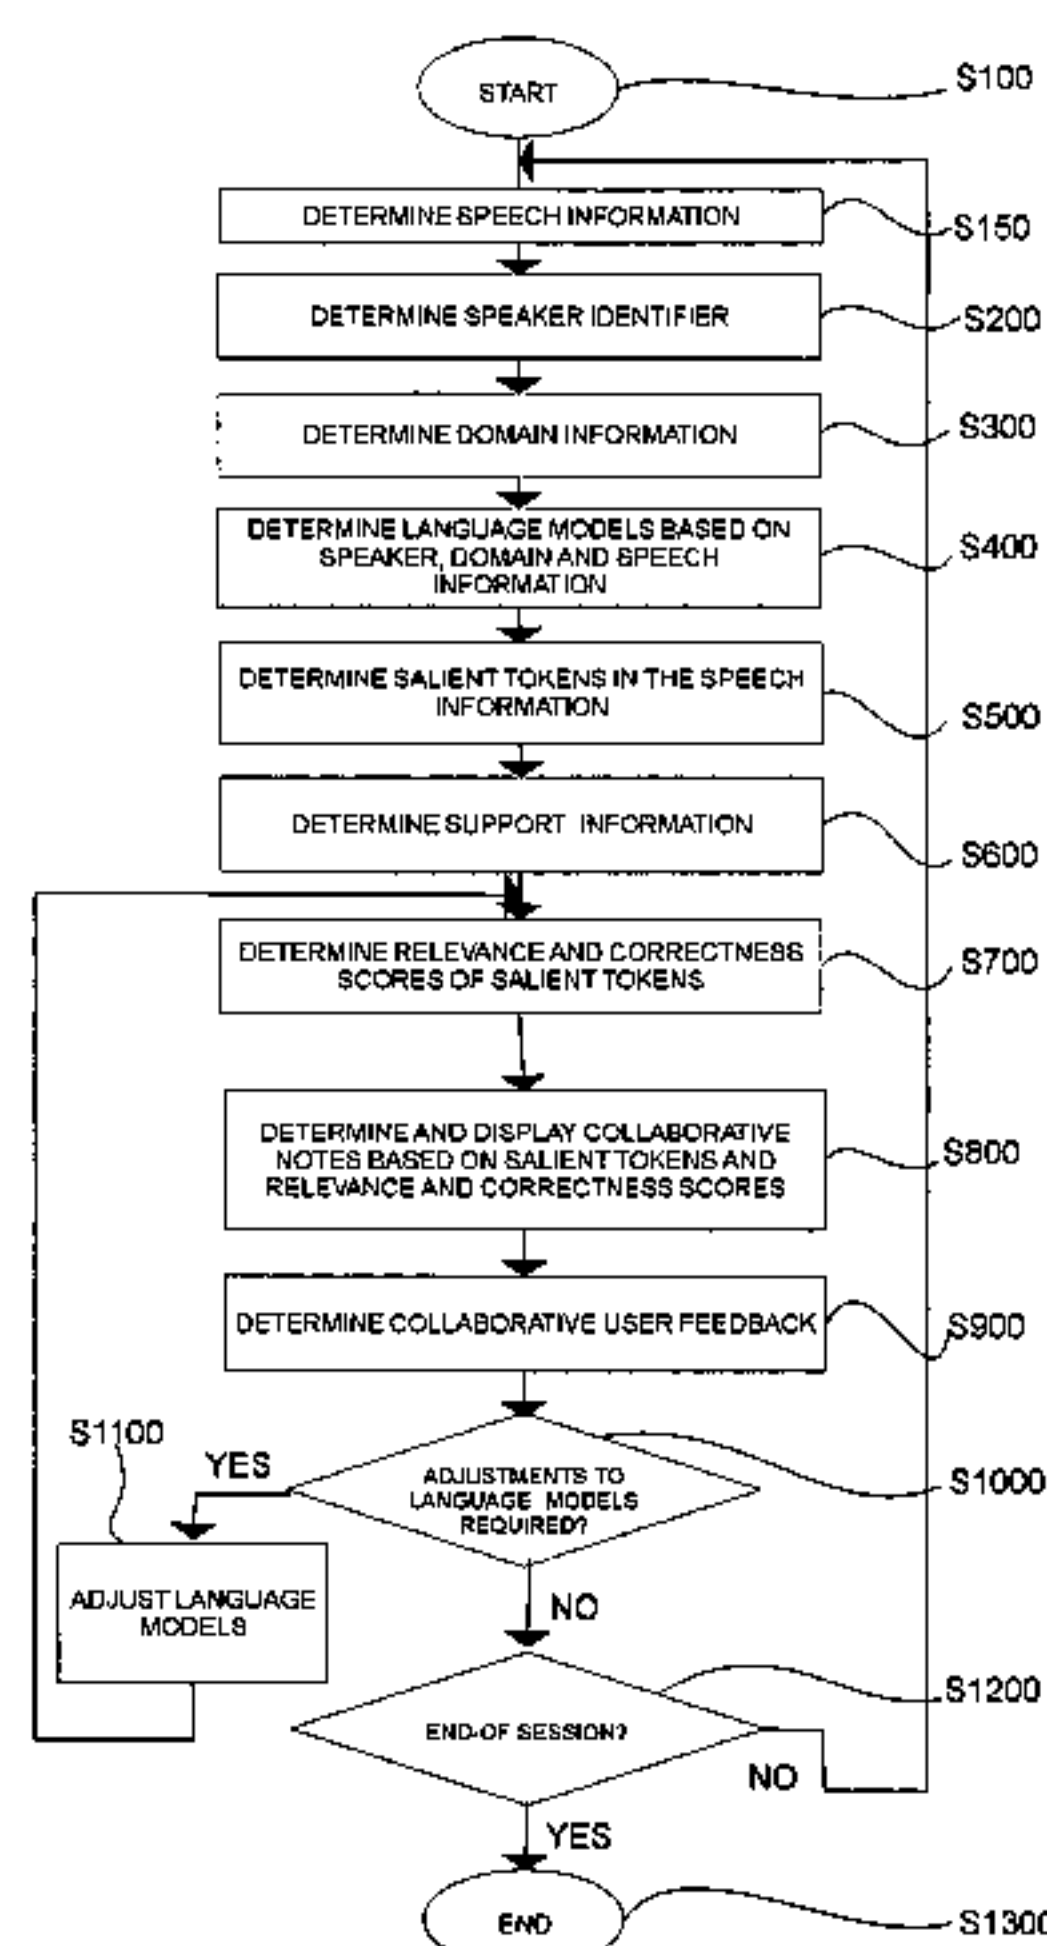 START
S100
DETERMINE SPEECH INFORMATION
S150
DETERMINE SPEAKER IDENTIFIER
S200
DETERMINE DOMAIN INFORMATION
S300
DETERMINE LANGUAGE MODELS BASED ON
SPEAKER, DOMAIN AND SPEECH
INFORMATION
S400
DETERMINE SALIENT TOKENS IN THE SPEECH
INFORMATION
S500
DETERMINE SUPPORT INFORMATION
S600
DETERMINE RELEVANCE AND CORRECTNESS
SCORES OF SALIENT TOKENS
S700
DETERMINE AND DISPLAY COLLABORATIVE
NOTES BASED ON SALIENT TOKENS AND
RELEVANCE AND CORRECTNESS SCORES
S800
DETERMINE COLLABORATIVE USER FEEDBACK
S900
S1100
YES
ADJUSTMENTS TO
LANGUAGE MODELS
REQUIRED?
S1000
ADJUST LANGUAGE
MODELS
NO
S1200
END-OF SESSION?
NO
YES
END
S1300